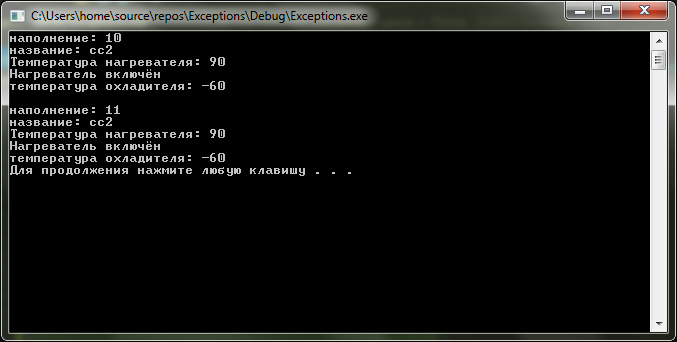 C:\Users\home\source\repos\Exceptions\Debug\Exceptions.exe
наполнение: 10
название: cc2
Температура нагревателя: 90
Нагреватель включён
температура охладителя: -60
наполнение: 11
название: cc2
Температура нагревателя: 90
Нагреватель включён
температура охладителя: -60
Для продолжения нажмите любую клавишу . . .